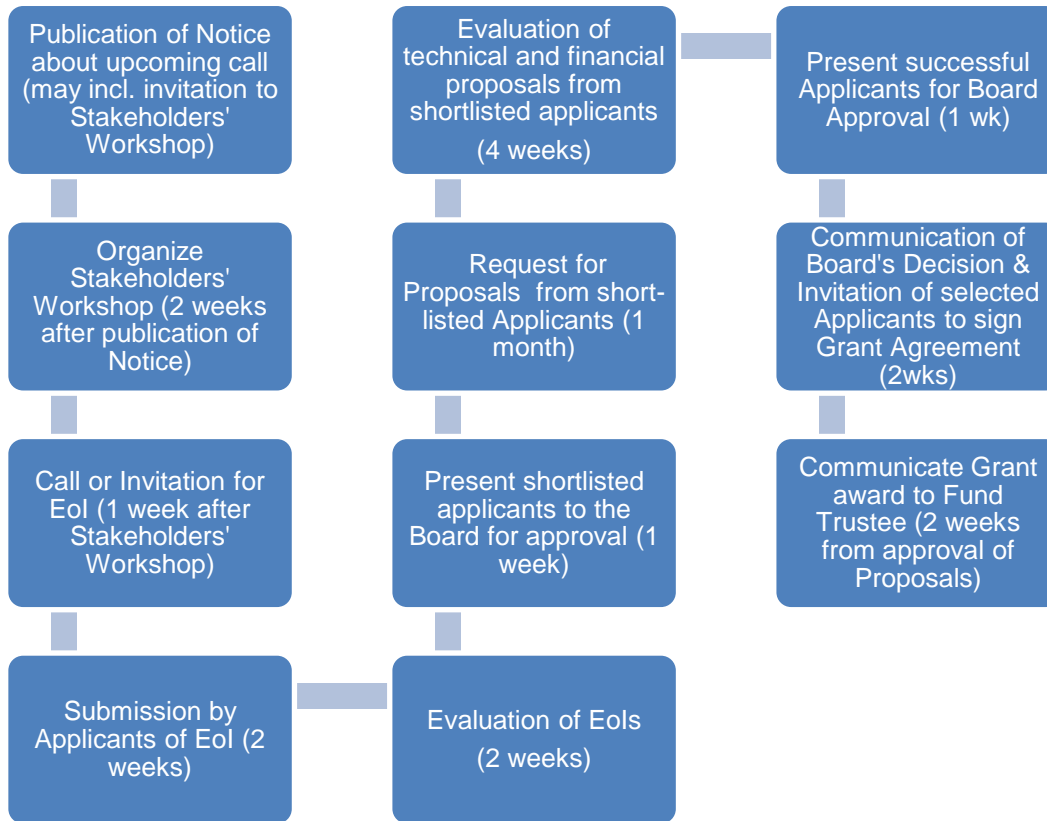 Publication of Notice
about upcoming call
(may incl. invitation to
Stakeholders'
Workshop)
Organize
Stakeholders'
Workshop (2 weeks
after publication of
Notice)
Call or Invitation for
EoI (1 week after
Stakeholders'
Workshop)
Submission by
Applicants of EoI (2
weeks)
Evaluation of EoIs
(2 weeks)
Present shortlisted
applicants to the
Board for approval (1
week)
Request for
Proposals from short-
listed Applicants (1
month)
Evaluation of
technical and financial
proposals from
shortlisted applicants
(4 weeks)
Present successful
Applicants for Board
Approval (1 wk)
Communication of
Board's Decision &
Invitation of selected
Applicants to sign
Grant Agreement
(2wks)
Communicate Grant
award to Fund
Trustee (2 weeks
from approval of
Proposals)